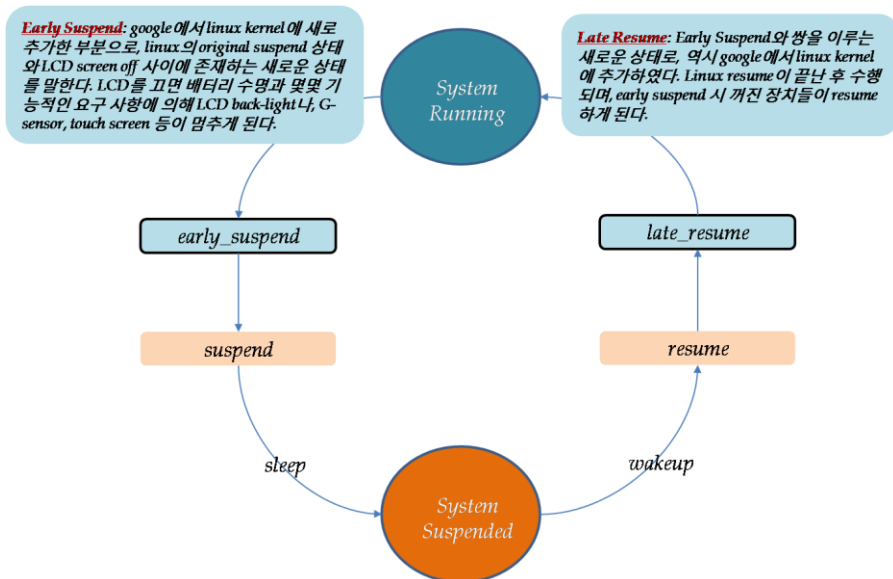 Early Suspend: google에서 linux kernel에 새로
추가한 부분으로, linux의 original suspend 상태
와 LCD screen off 사이에 존재하는 새로운 상태
를 말한다. LCD를 끄면 배터리 수명과 몇몇 기
능적인 요구 사항에 의해 LCD back-light나, G-
sensor, touch screen 등이 멈추게 된다.
System
Running
Late Resume: Early Suspend와 쌍을 이루는
새로운 상태로, 역시 google에서 linux kernel
에 추가하였다. Linux resume이 끝난 후 수행
되며, early suspend 시 꺼진 장치들이 resume
하게 된다.
early_suspend
late_resume
suspend
resume
sleep
wakeup
System
Suspended